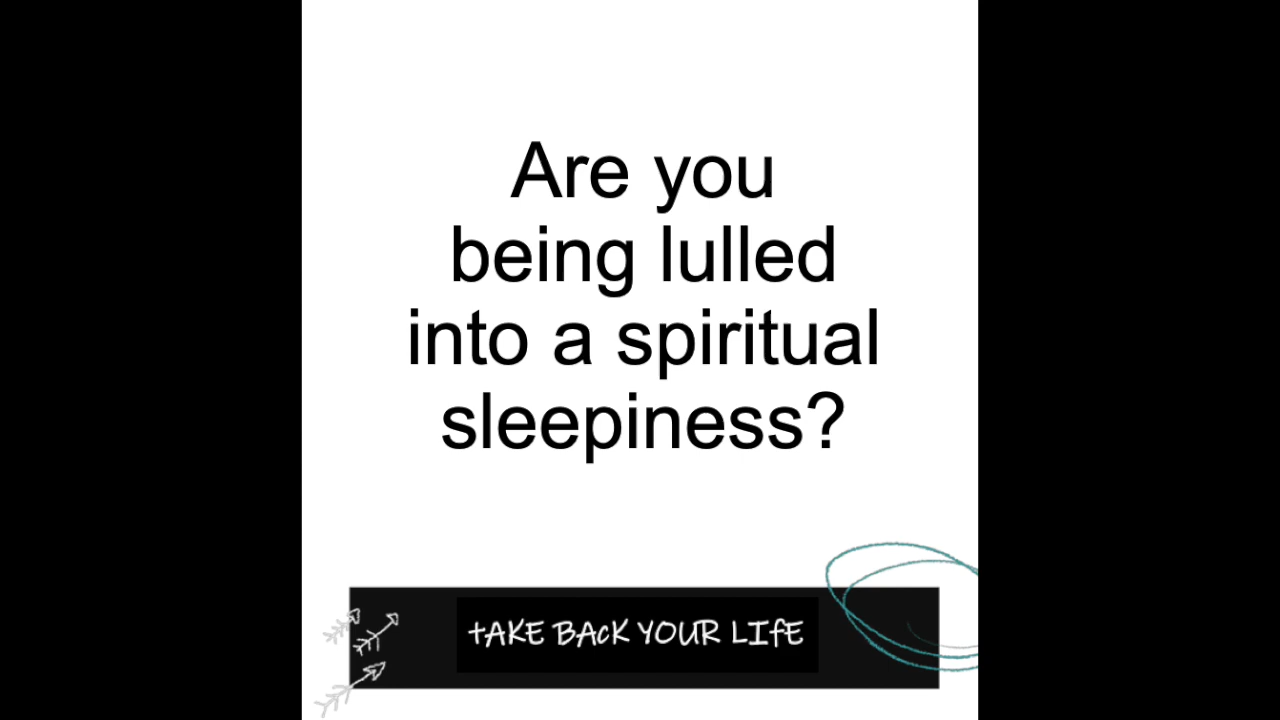 Are you
being lulled
into a spiritual
sleepiness?
tAKE BAcK YOUR LIfE